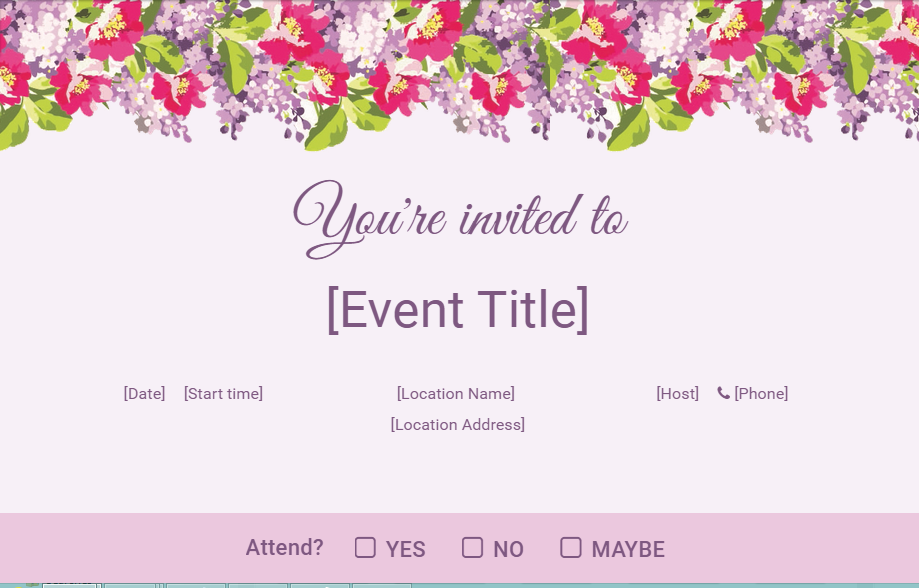 You're invited to
[Event Title]
[Date] [Start time] [Location Name] [Host] [Phone]
[Location Address]
Attend? YES NO MAYBE